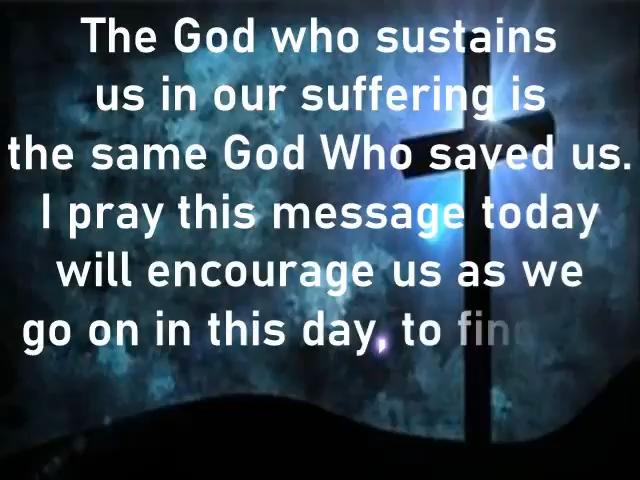 The God who sustains
us in our suffering is
the same God Who saved us.
I pray this message today
will encourage us as we
go on in this day, to